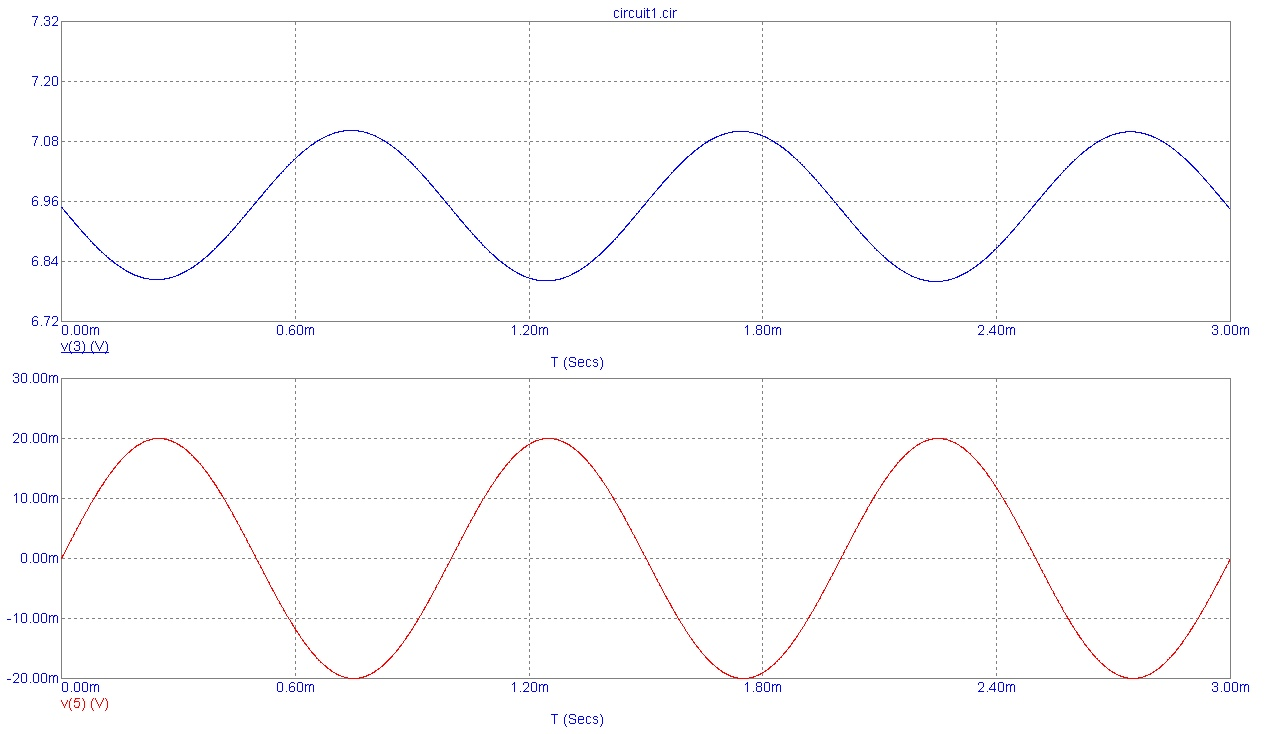 circuit1.cir
7.32
7.20
7.08
6.96
6.84
6.72
0.00m 0.60m 1.20m 1.80m 2.40m 3.00m
v(3) (V)
T (Secs)
30.00m
20.00m
10.00m
0.00m
-10.00m
-20.00m
0.00m 0.60m 1.20m 1.80m 2.40m 3.00m
v(5) (V)
T (Secs)